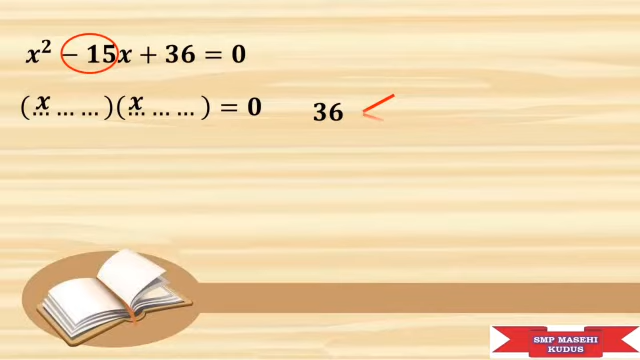 x² − 15x + 36 = 0
(x... ... ...)(x... ... ...) = 0
36
SMP MASEHI
KUDUS